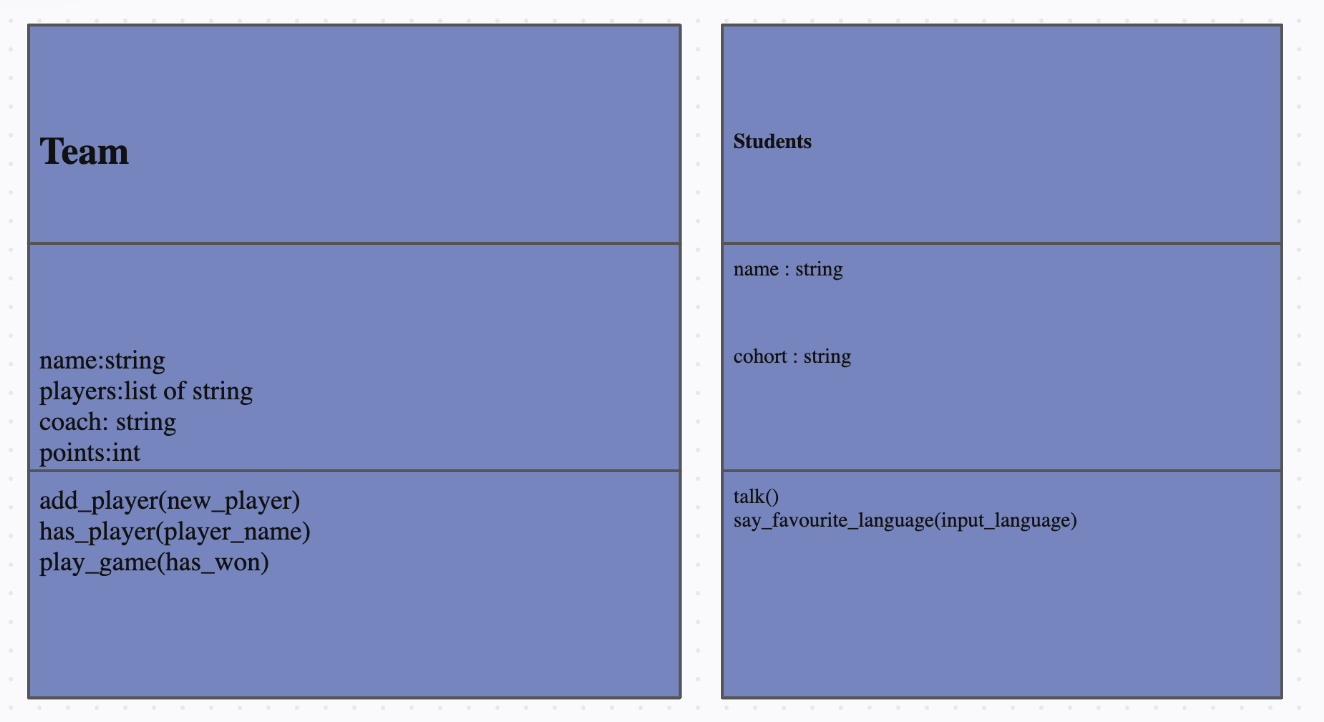 Team
name:string
players:list of string
coach: string
points:int
add_player(new_player)
has_player(player_name)
play_game(has_won)
Students
name : string
cohort : string
talk()
say_favourite_language(input_language)